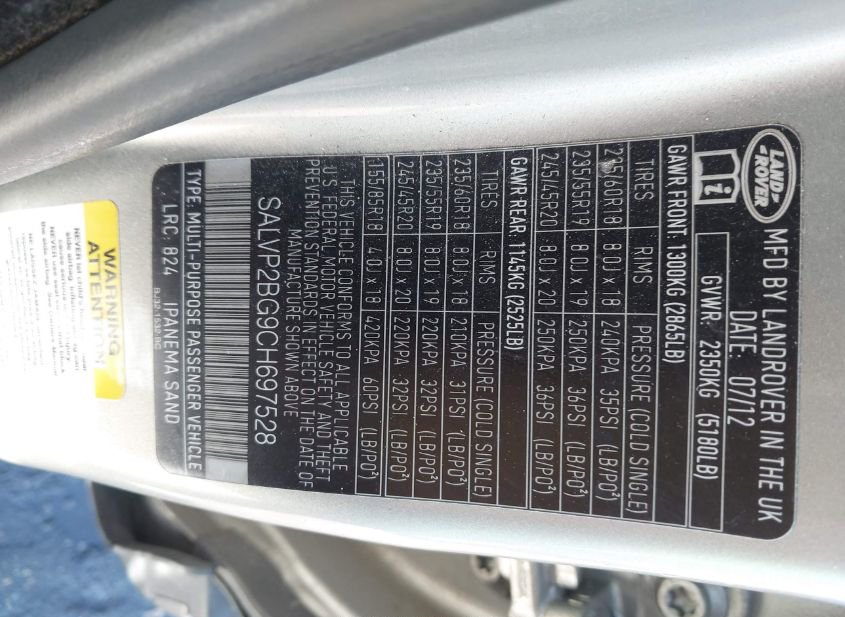 LAND
ROVER
MFD BY LANDROVER IN THE UK
DATE: 07/12
GVWR: 2350KG (5180LB)
GAWR FRONT: 1300KG (2865LB)
TIRES RIMS PRESSURE (COLD SINGLE)
235/60R18 8.0J x 18 240KPA 35PSI (LB/PO²)
235/55R19 8.0J x 19 250KPA 36PSI (LB/PO²)
245/45R20 8.0J x 20 250KPA 36PSI (LB/PO²)
GAWR REAR: 1145KG (2525LB)
TIRES RIMS PRESSURE (COLD SINGLE)
235/60R18 8.0J x 18 210KPA 31PSI (LB/PO²)
235/55R19 8.0J x 19 220KPA 32PSI (LB/PO²)
245/45R20 8.0J x 20 220KPA 32PSI (LB/PO²)
155/85R18 4.0J x 18 420KPA 60PSI (LB/PO²)
THIS VEHICLE CONFORMS TO ALL APPLICABLE
U.S. FEDERAL MOTOR VEHICLE SAFETY AND THEFT
PREVENTION STANDARDS IN EFFECT ON THE DATE OF
MANUFACTURE SHOWN ABOVE
SALVP2BG9CH697528
TYPE: MULTI-PURPOSE PASSENGER VEHICLE
LRC: 824 IPANEMA SAND
WARNING
ATTENTION